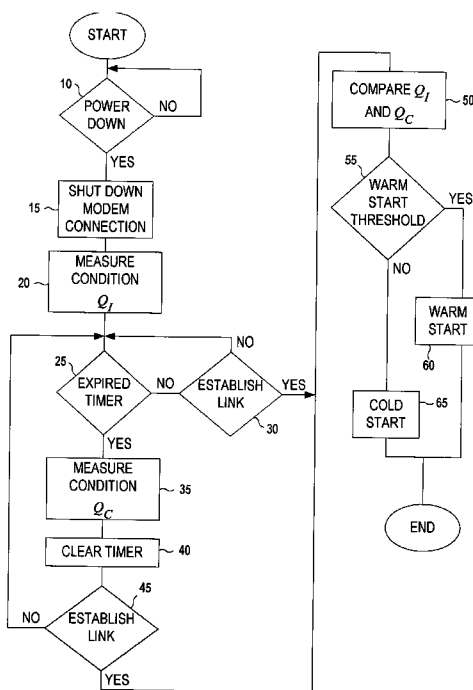 START
10
POWER
DOWN
NO
YES
15
SHUT DOWN
MODEM
CONNECTION
20
MEASURE
CONDITION
Q_I
25
EXPIRED
TIMER
NO
NO
ESTABLISH
LINK
YES
30
YES
MEASURE
CONDITION
Q_C
35
CLEAR TIMER
40
45
NO
ESTABLISH
LINK
YES
COMPARE Q_I
AND Q_C
50
55
WARM
START
THRESHOLD
YES
NO
WARM
START
60
COLD
START
65
END